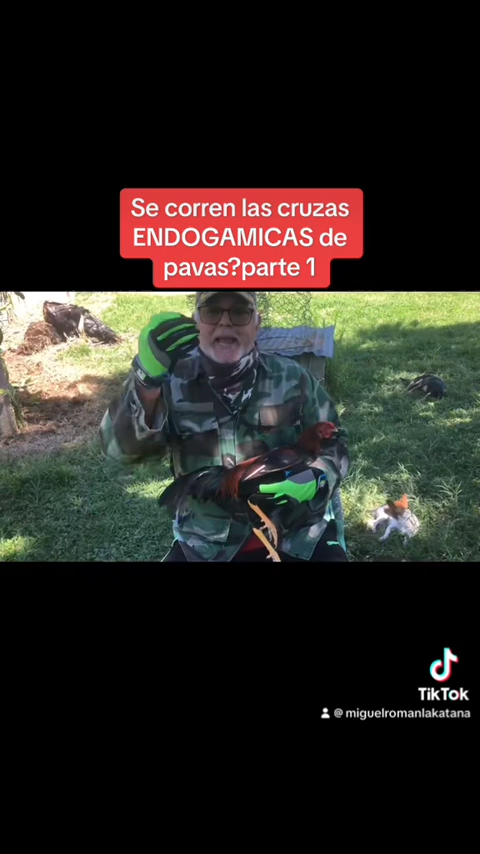 Se corren las cruzas
ENDOGAMICAS de
pavas?parte 1
TikTok
@ miguelromanlakatana